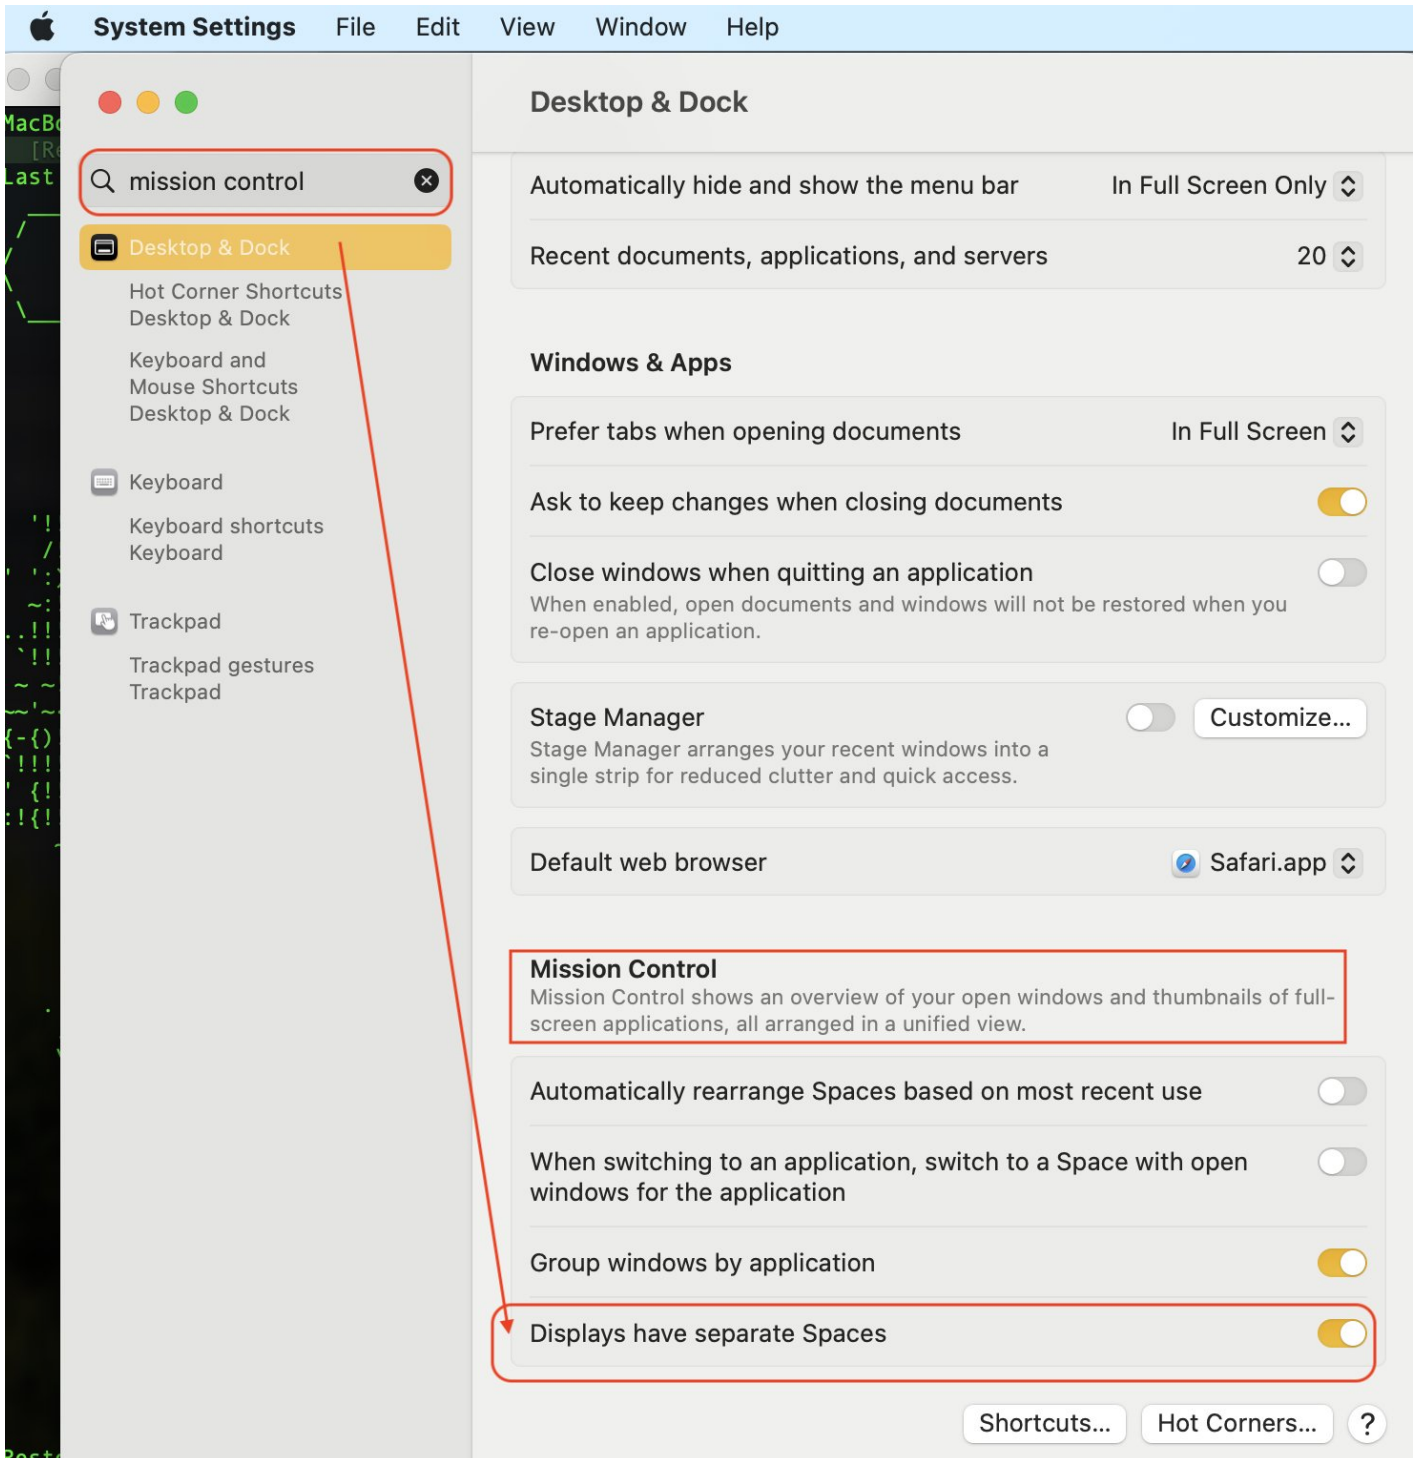 System Settings File Edit View Window Help
MacBo
[Re
Last
mission control
Desktop & Dock
Hot Corner Shortcuts
Desktop & Dock
Keyboard and
Mouse Shortcuts
Desktop & Dock
Keyboard
Keyboard shortcuts
Keyboard
Trackpad
Trackpad gestures
Trackpad
Desktop & Dock
Automatically hide and show the menu bar In Full Screen Only
Recent documents, applications, and servers 20
Windows & Apps
Prefer tabs when opening documents In Full Screen
Ask to keep changes when closing documents
Close windows when quitting an application
When enabled, open documents and windows will not be restored when you
re-open an application.
Stage Manager Customize...
Stage Manager arranges your recent windows into a
single strip for reduced clutter and quick access.
Default web browser Safari.app
Mission Control
Mission Control shows an overview of your open windows and thumbnails of full-
screen applications, all arranged in a unified view.
Automatically rearrange Spaces based on most recent use
When switching to an application, switch to a Space with open
windows for the application
Group windows by application
Displays have separate Spaces
Shortcuts... Hot Corners... ?